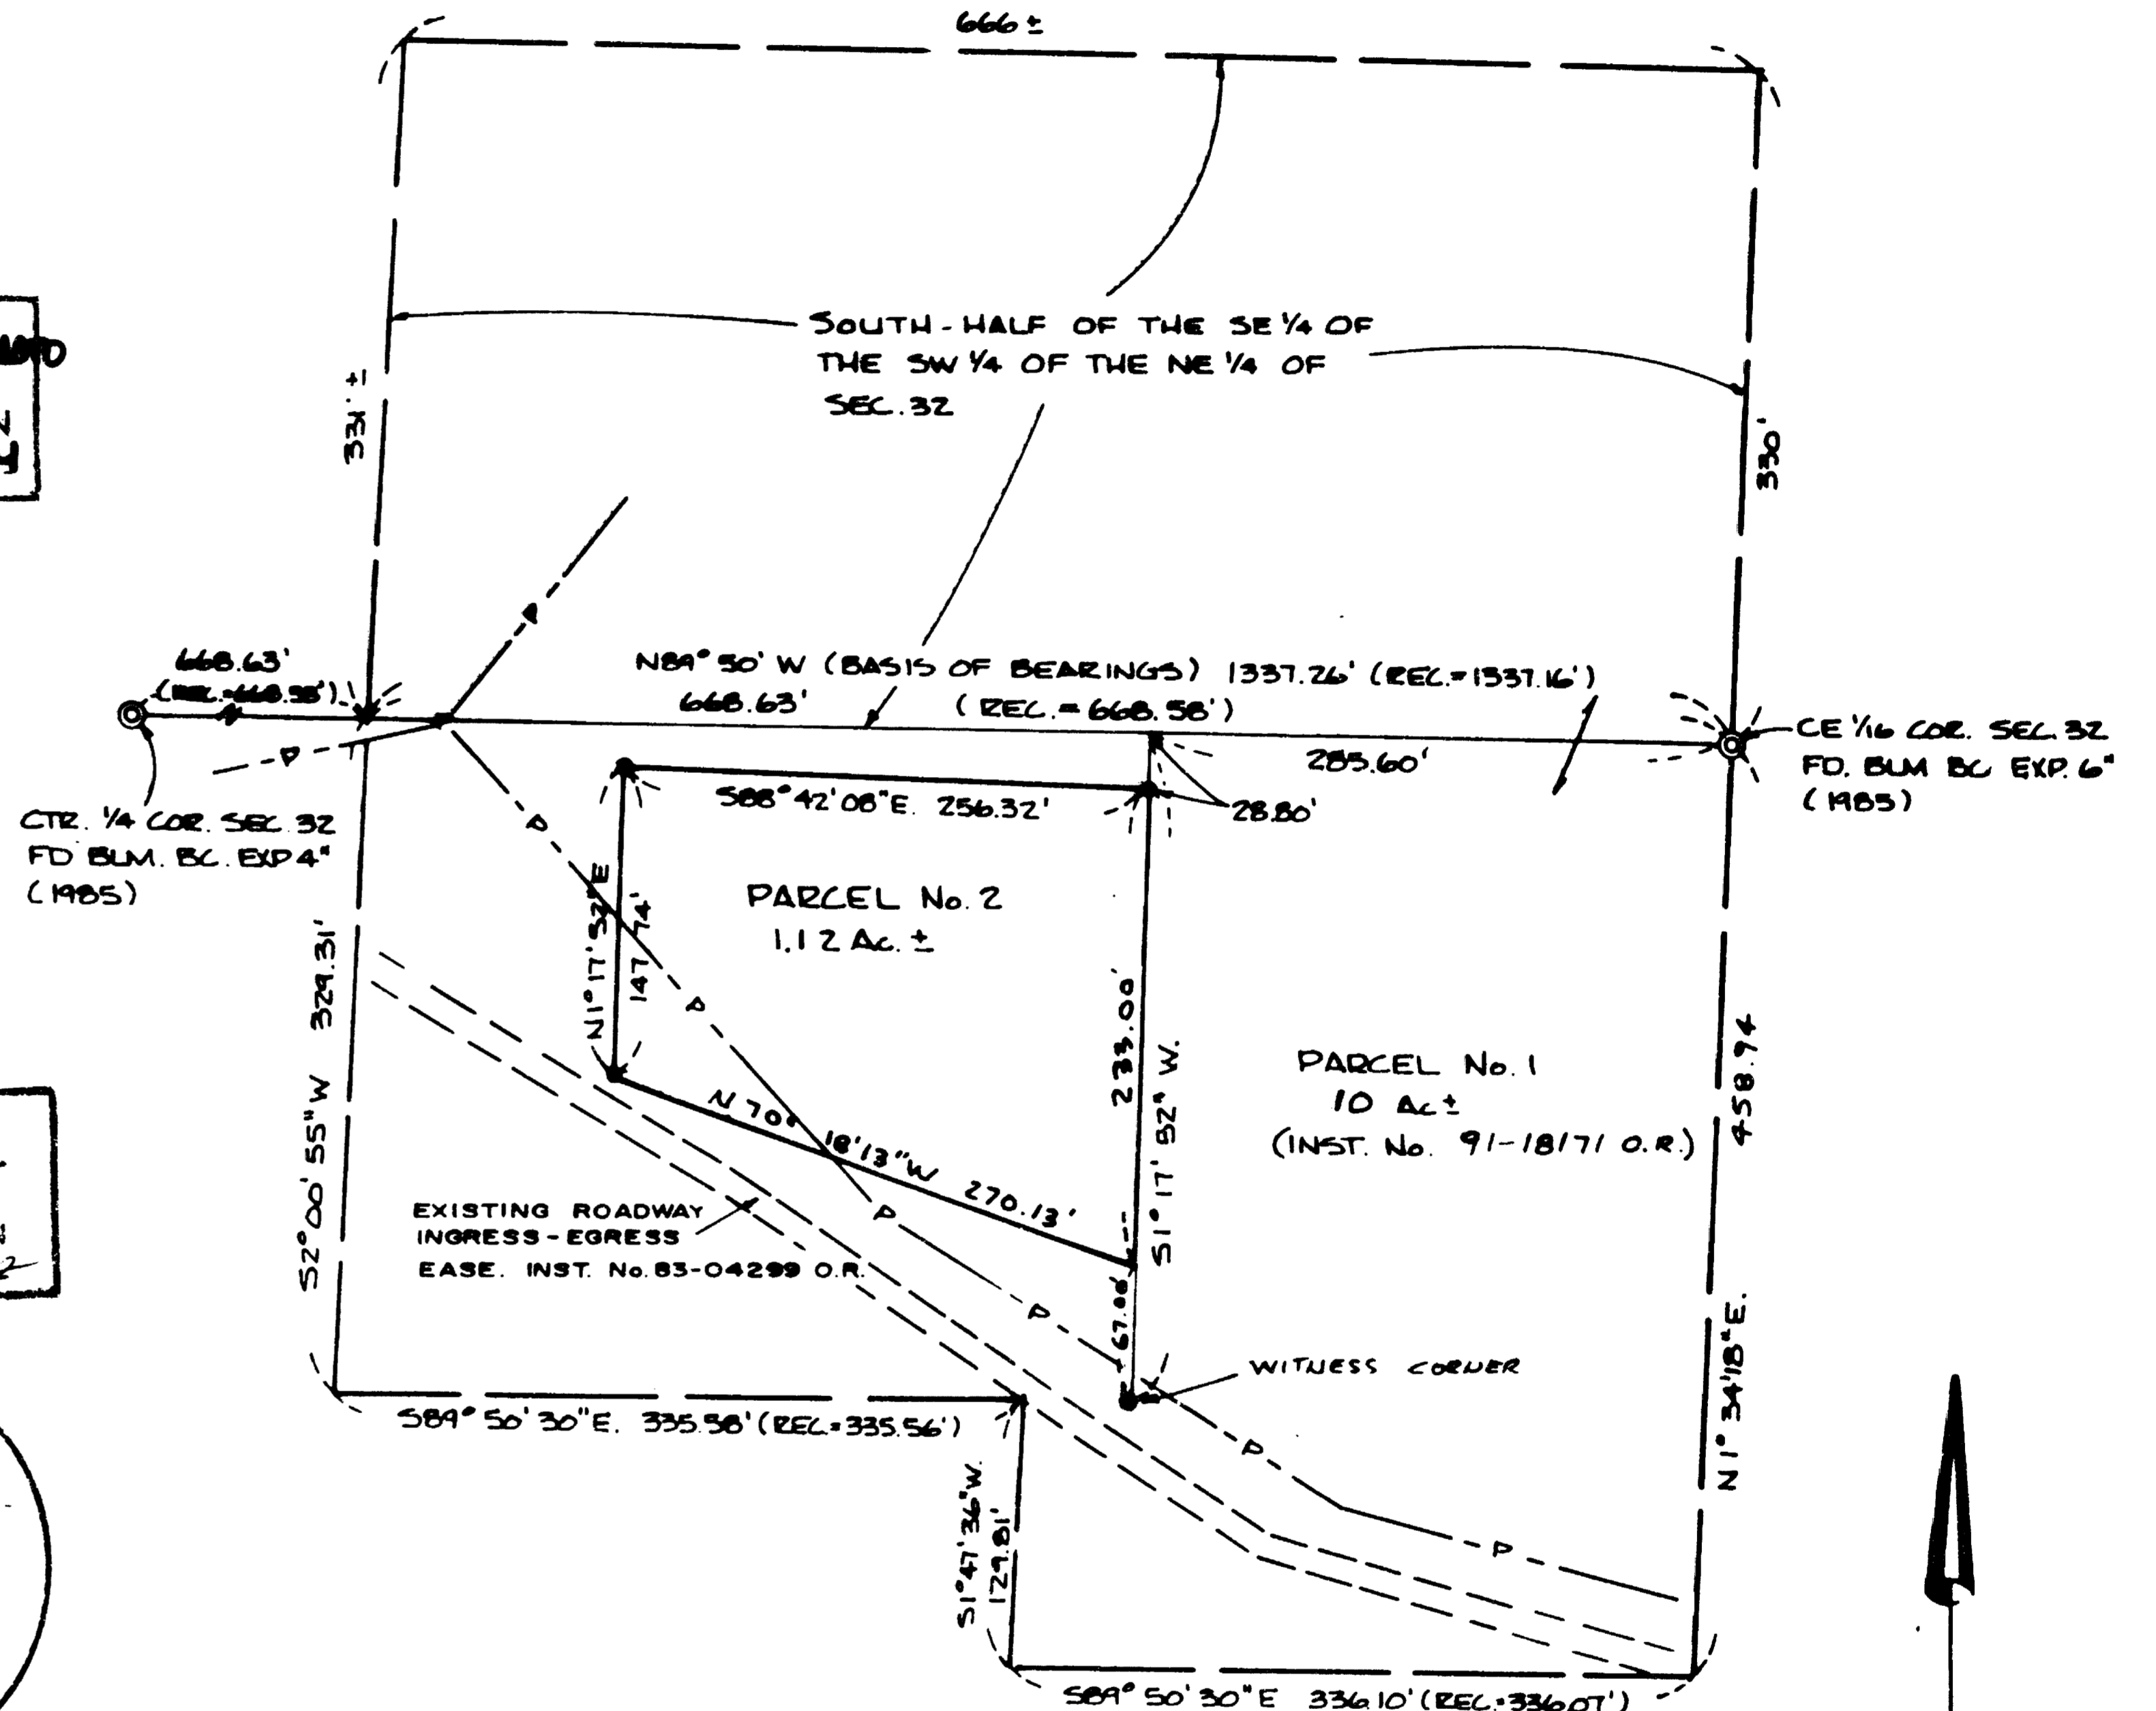 666 ±
SOUTH-HALF OF THE SE 1/4 OF
THE SW 1/4 OF THE NE 1/4 OF
SEC. 32
331' ±
330'
668.63'
(REC.=668.58')
N89°50' W (BASIS OF BEARINGS) 1337.26' (REC.=1337.16')
668.63' (REC.=668.58')
285.60'
CE 1/16 COR. SEC. 32
FD. BLM BC EXP. 6"
(1985)
CTR. 1/4 COR. SEC. 32
FD BLM. BC. EXP 4"
(1985)
S88°42'08"E. 256.32'
28.80'
PARCEL No. 2
1.12 Ac. ±
N1°17'52"E
147.74'
233.00'
S1°17'52" W.
PARCEL No. 1
10 Ac ±
(INST. No. 91-18171 O.R.)
458.94
N1°34'18"E.
S2°00'55"W 329.31'
N70°18'13"W 270.13'
EXISTING ROADWAY
INGRESS-EGRESS
EASE. INST. No. 83-04299 O.R.
67.00'
WITNESS CORNER
S89°50'30"E. 335.58' (REC.=335.56')
S1°47'36"W.
129.81'
S89°50'30"E 336.10' (REC.=336.07')
P
P
P
P
P
P
P